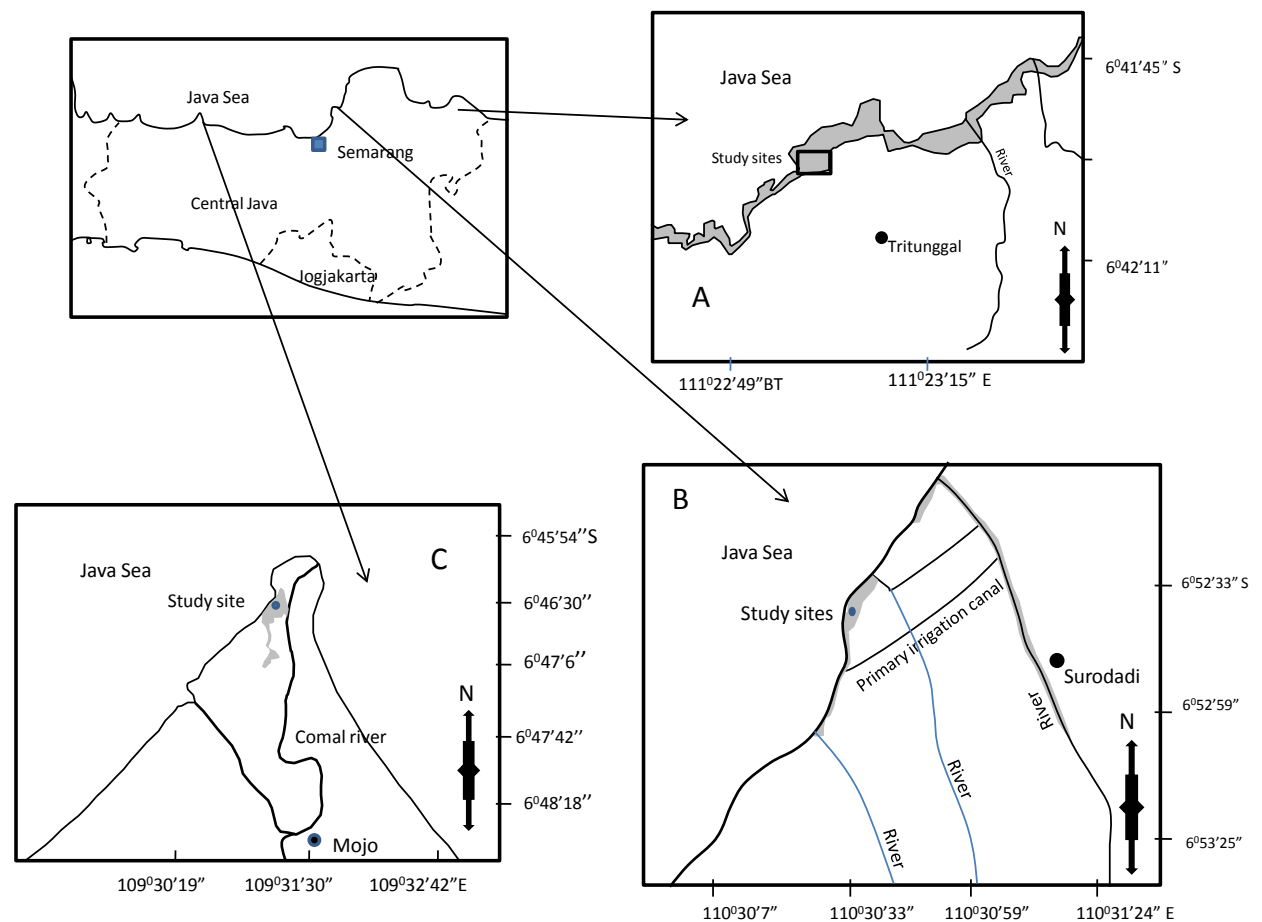 Java Sea
Semarang
Central Java
Jogjakarta
Java Sea
Study sites
River
Tritunggal
N
A
6⁰41’45” S
6⁰42’11”
111⁰22’49”BT
111⁰23’15” E
C
Java Sea
Study site
Comal river
N
Mojo
6⁰45’54’’S
6⁰46’30’’
6⁰47’6’’
6⁰47’42’’
6⁰48’18’’
109⁰30’19”
109⁰31’30”
109⁰32’42”E
B
Java Sea
Study sites
Primary irrigation canal
Surodadi
River
River
River
N
6⁰52’33” S
6⁰52’59”
6⁰53’25”
110⁰30’7”
110⁰30’33”
110⁰30’59”
110⁰31’24” E